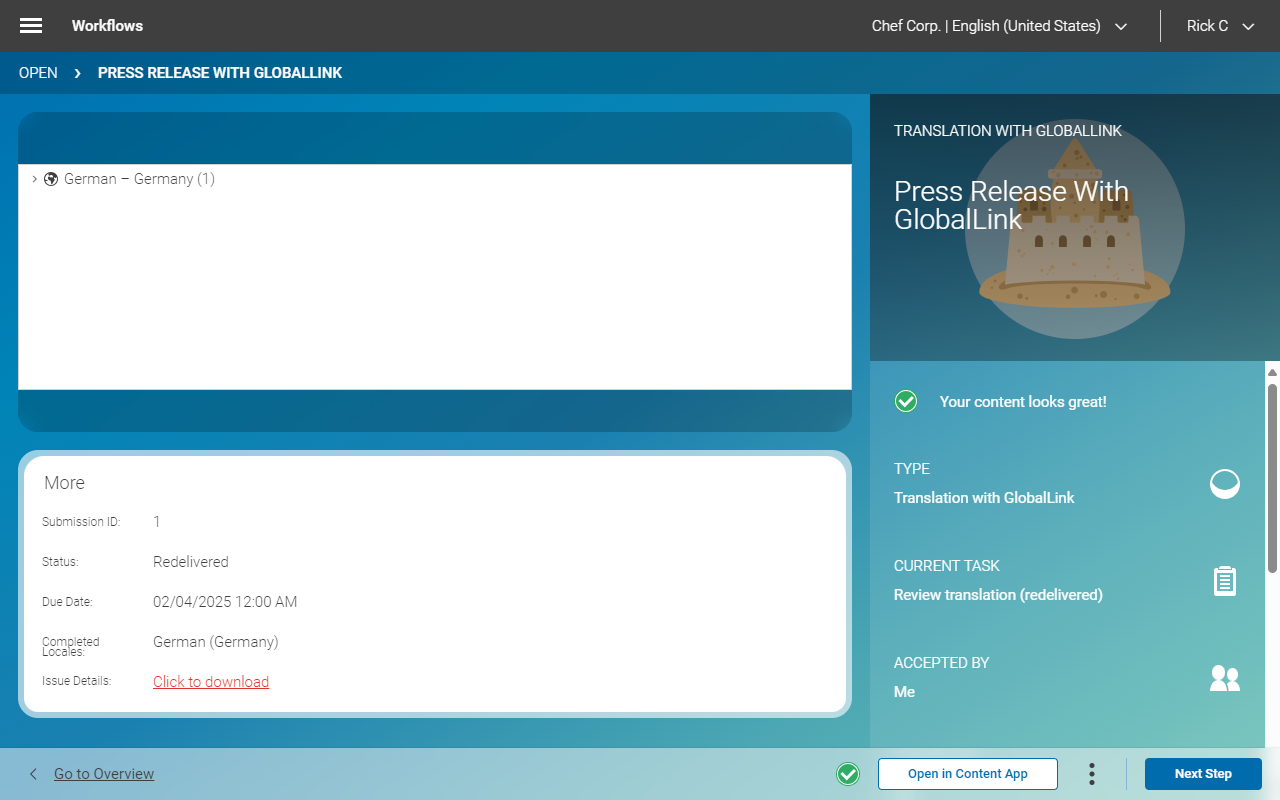 Workflows
Chef Corp. | English (United States)
Rick C
OPEN
PRESS RELEASE WITH GLOBALLINK
German – Germany (1)
More
Submission ID:
1
Status:
Redelivered
Due Date:
02/04/2025 12:00 AM
Completed
Locales:
German (Germany)
Issue Details:
Click to download
TRANSLATION WITH GLOBALLINK
Press Release With
GlobalLink
Your content looks great!
TYPE
Translation with GlobalLink
CURRENT TASK
Review translation (redelivered)
ACCEPTED BY
Me
Go to Overview
Open in Content App
Next Step